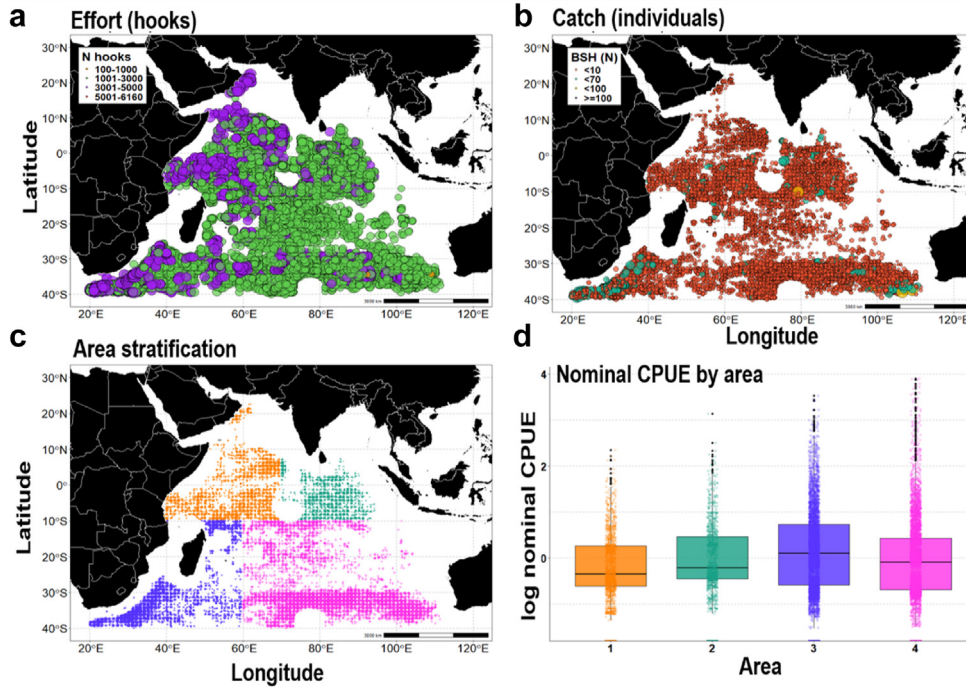 a
Effort (hooks)
30°N
20°N
10°N
0°
10°S
20°S
30°S
40°S
Latitude
N hooks
100-1000
1001-3000
3001-5000
5001-6160
20°E
40°E
60°E
80°E
100°E
120°E
b
Catch (individuals)
30°N
20°N
10°N
0°
10°S
20°S
30°S
40°S
BSH (N)
<10
<70
<100
>=100
20°E
40°E
60°E
80°E
100°E
120°
Longitude
c
Area stratification
30°N
20°N
10°N
0°
10°S
20°S
30°S
40°S
Latitude
20°E
40°E
60°E
80°E
100°E
120°E
Longitude
d
Nominal CPUE by area
4
2
0
log nominal CPUE
1
2
3
4
Area